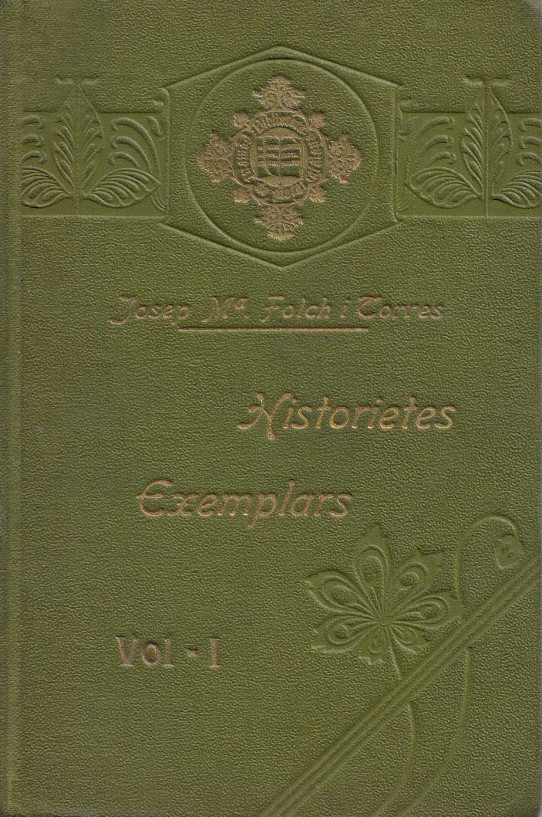 Josep Mª. Folch i Torres
Historietes
Exemplars
Vol - I